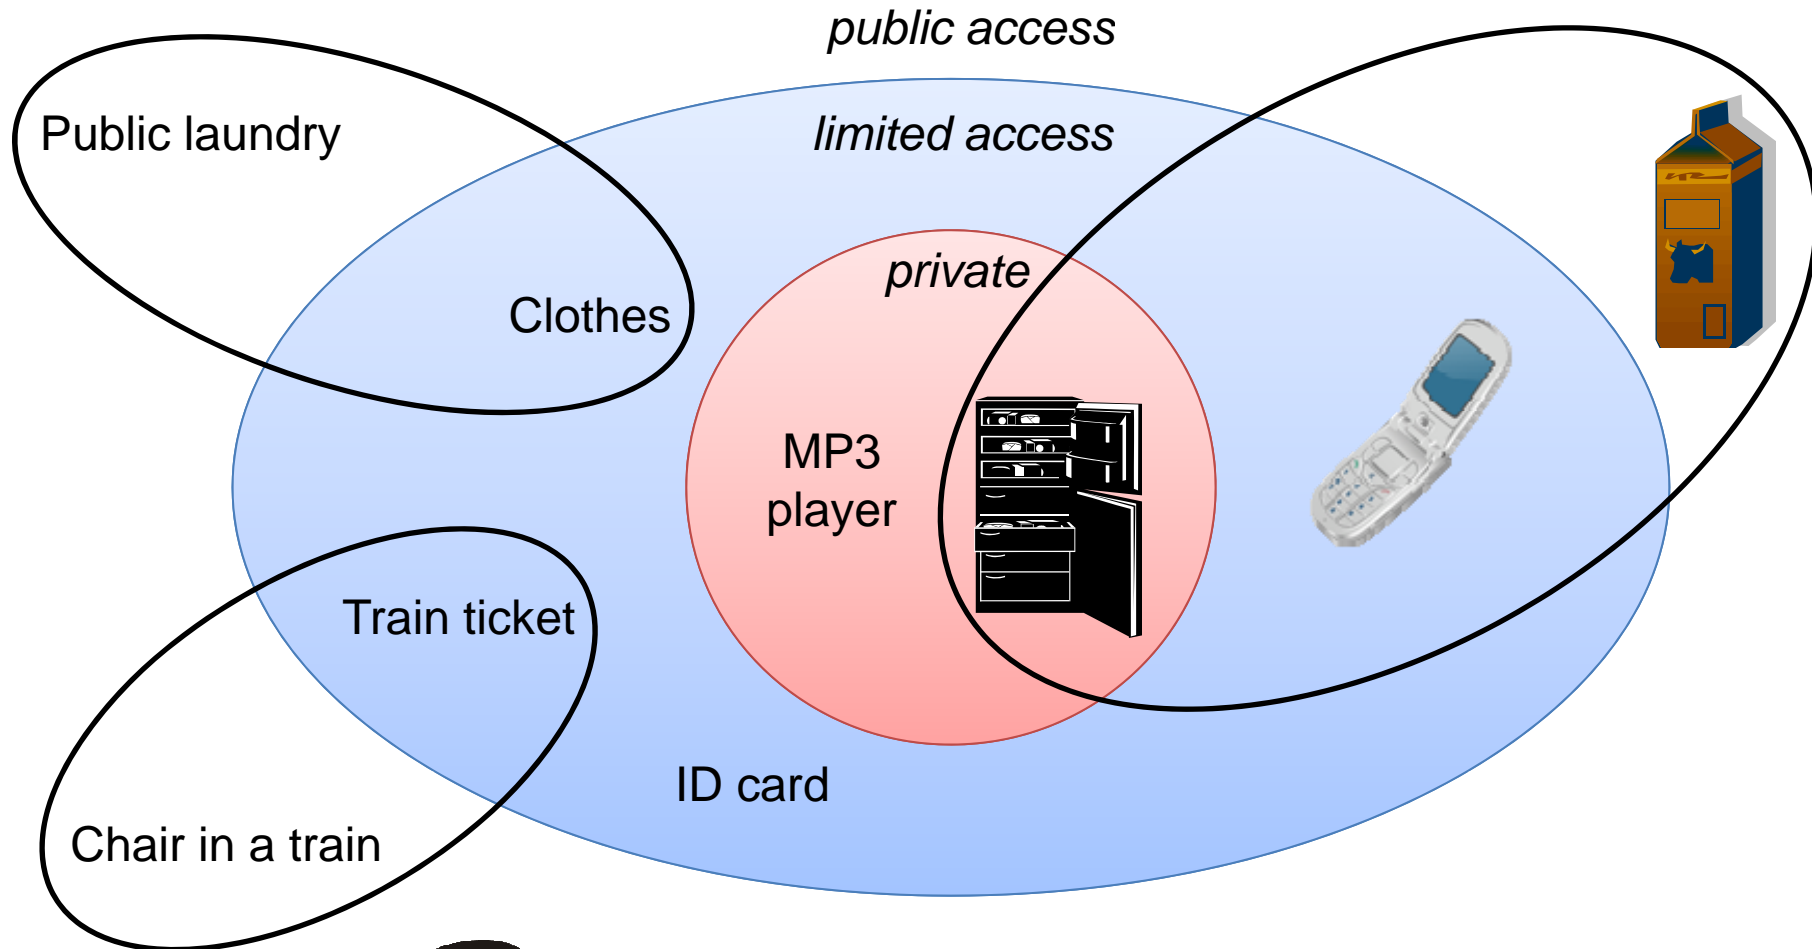 public access
Public laundry
limited access
private
Clothes
MP3
player
Train ticket
ID card
Chair in a train